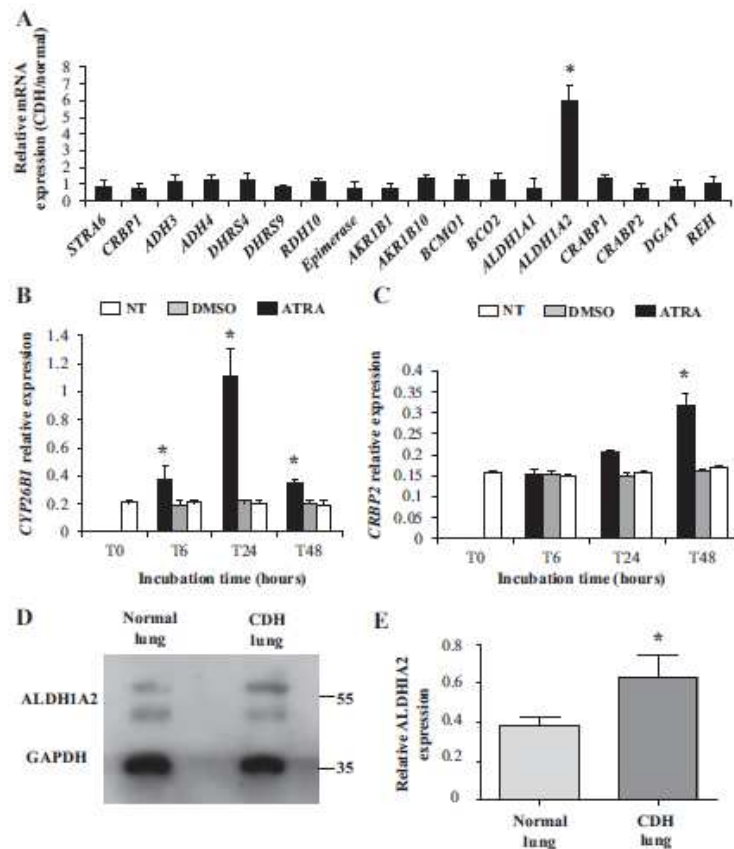 A
Relative mRNA
expression (CDH/normal)
8
7
6
5
4
3
2
1
0
*
STRA6
CRBP1
ADH3
ADH4
DHRS4
DHRS9
RDH10
Epimerase
AKR1B1
AKR1B10
BCMO1
BCO2
ALDH1A1
ALDH1A2
CRABP1
CRABP2
DGAT
REH
B
NT DMSO ATRA
CYP26B1 relative expression
1.4
1.2
1
0.8
0.6
0.4
0.2
0
* * *
T0 T6 T24 T48
Incubation time (hours)
C
NT DMSO ATRA
CRBP2 relative expression
0.4
0.35
0.3
0.25
0.2
0.15
0.1
0.05
0
*
T0 T6 T24 T48
Incubation time (hours)
D
Normal
lung
CDH
lung
ALDH1A2
GAPDH
55
35
E
Relative ALDH1A2
expression
0.8
0.6
0.4
0.2
0
*
Normal
lung
CDH
lung